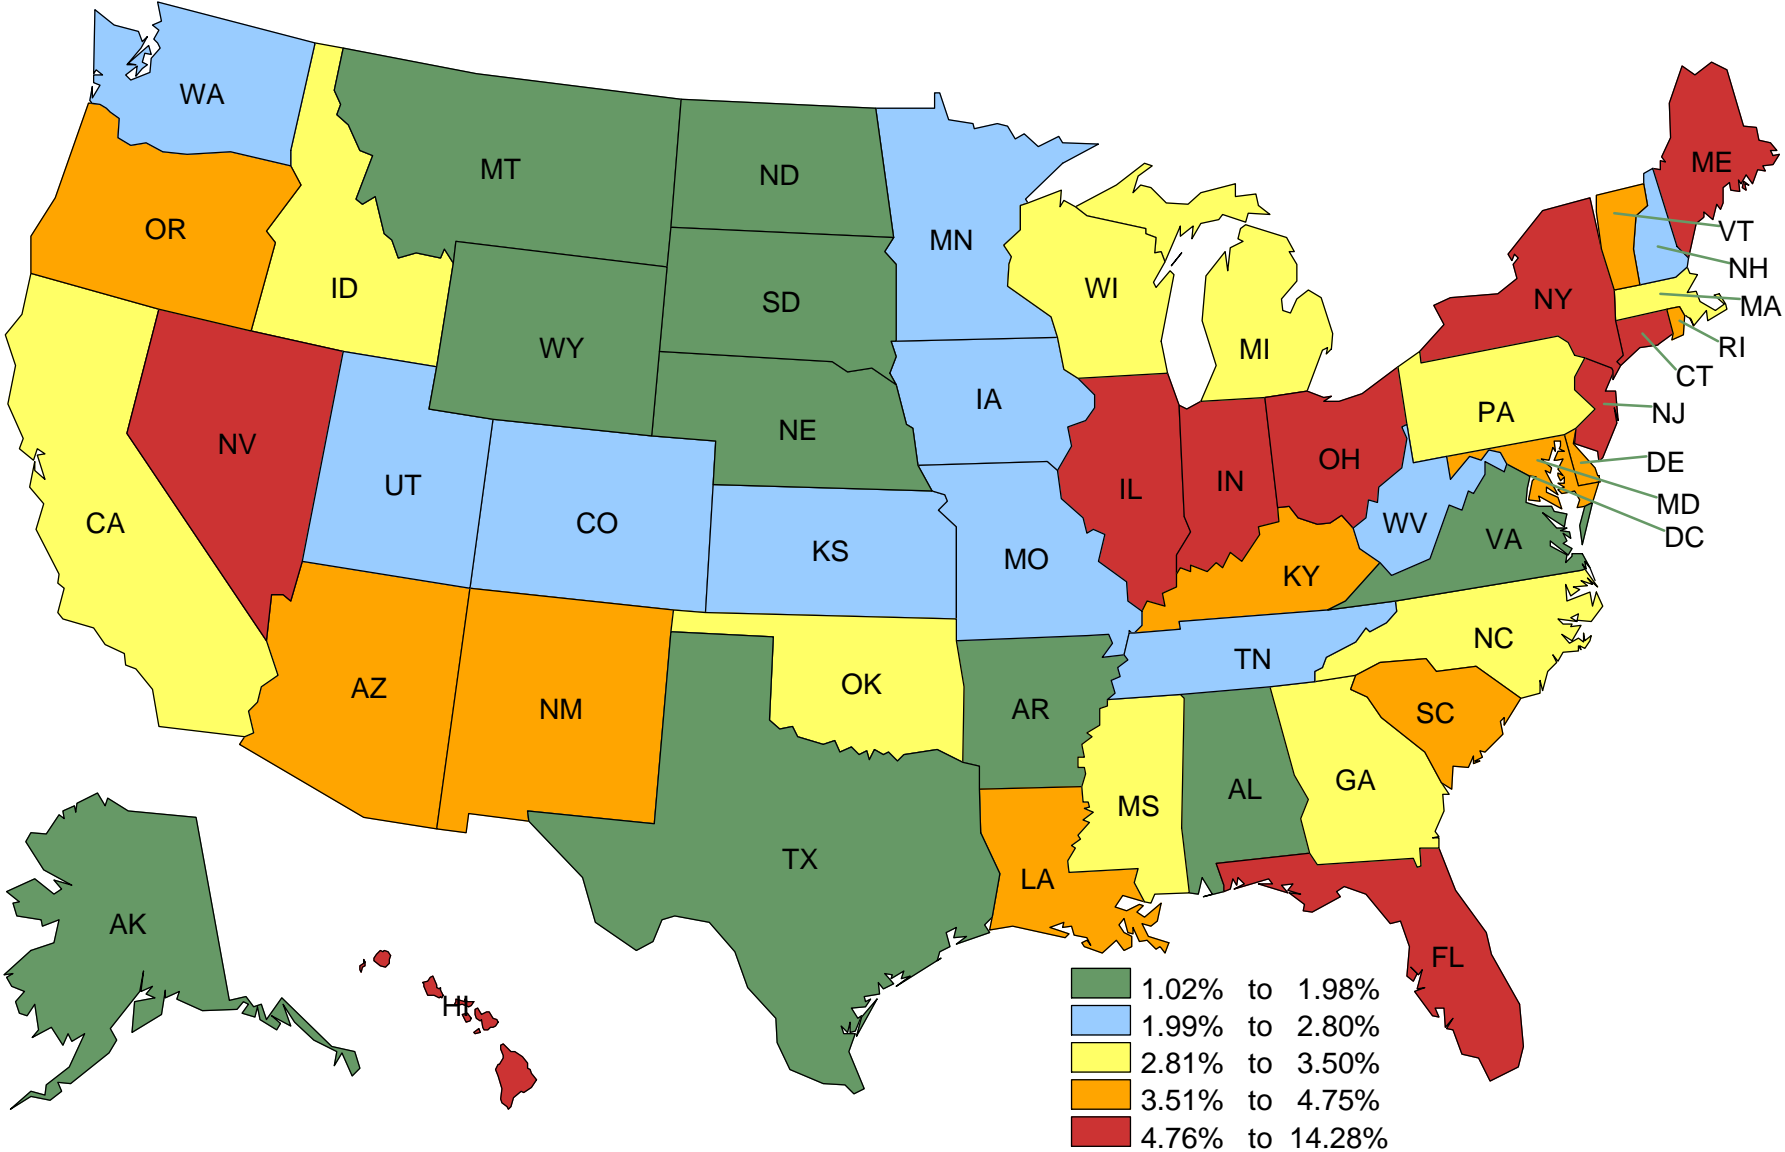 WA
MT
ND
ME
OR
MN
VT
ID
WI
NH
SD
NY
MA
WY
MI
RI
CT
IA
PA
NJ
NV
NE
OH
DE
UT
IL
IN
MD
CA
CO
WV
DC
KS
MO
VA
KY
NC
TN
AZ
OK
NM
AR
SC
GA
MS
AL
TX
LA
AK
FL
HI
1.02% to 1.98%
1.99% to 2.80%
2.81% to 3.50%
3.51% to 4.75%
4.76% to 14.28%